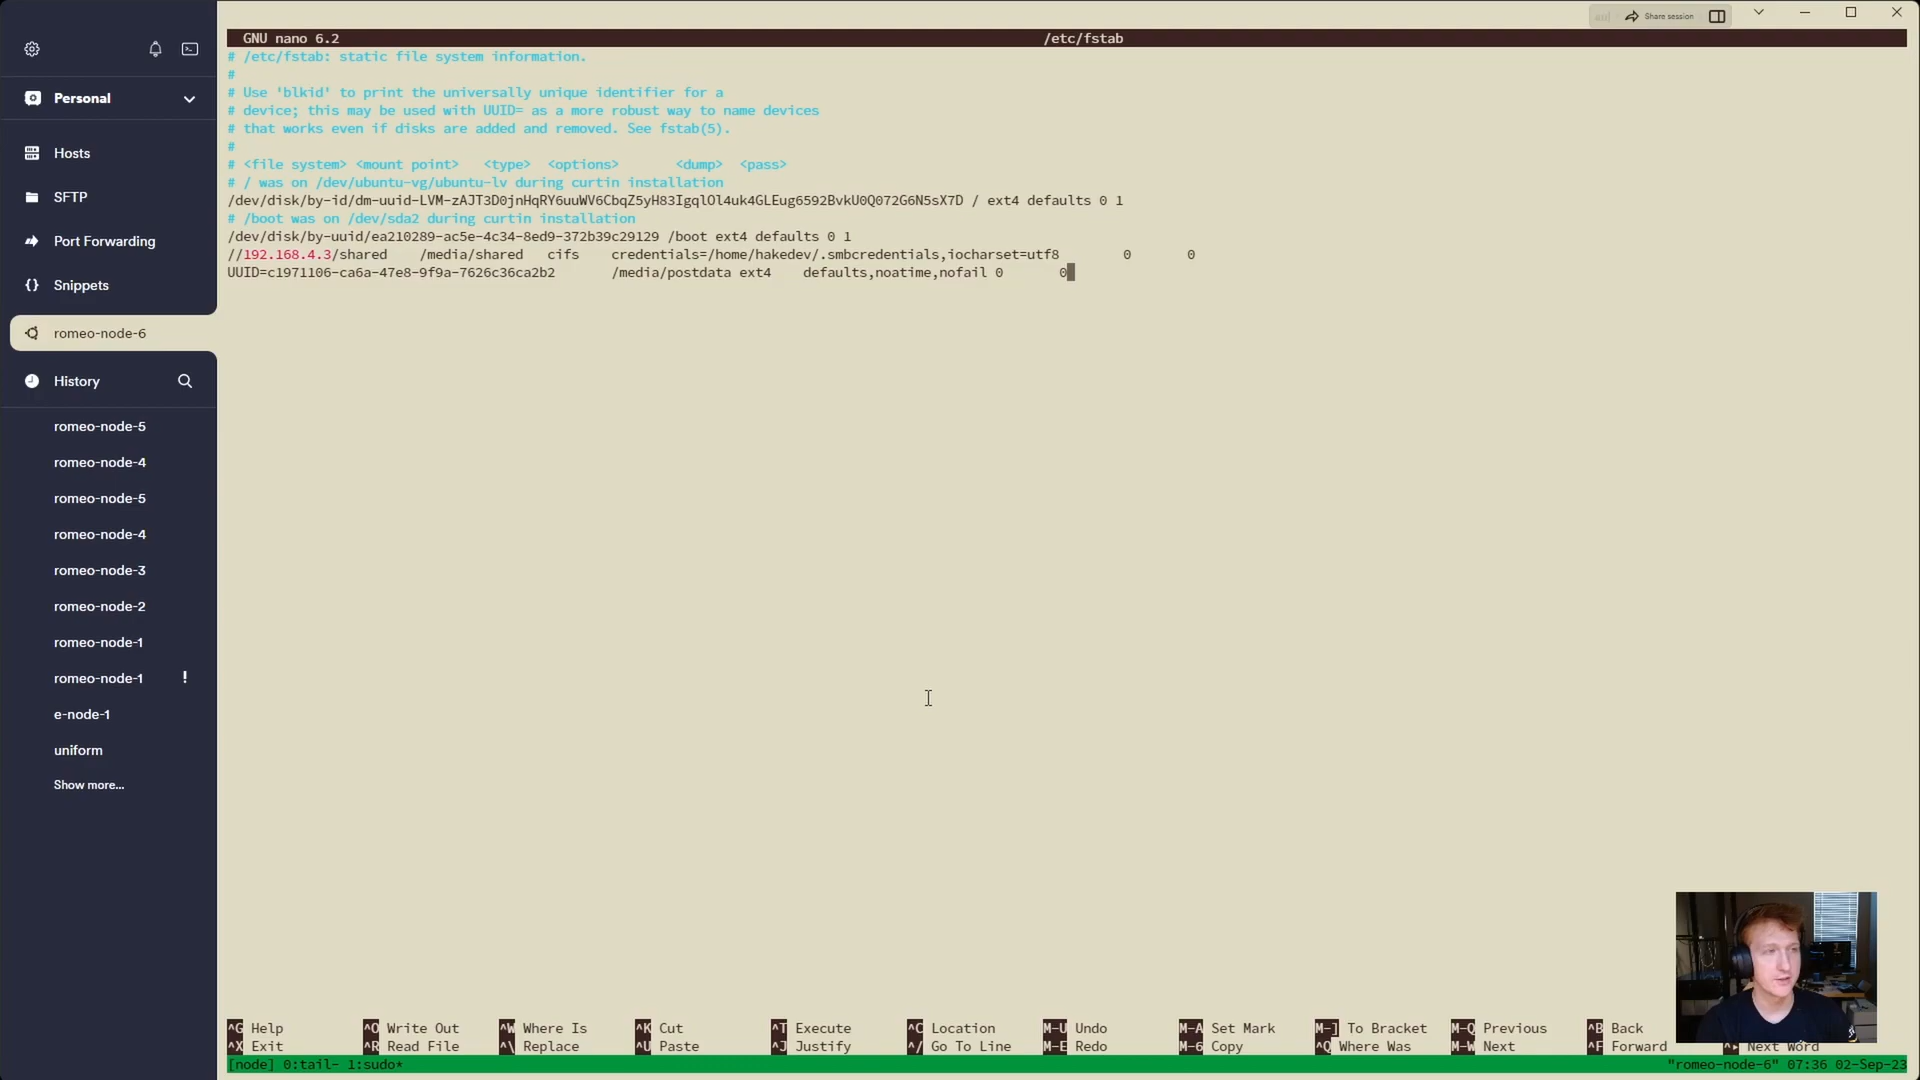 Share session
Personal
Hosts
SFTP
Port Forwarding
{} Snippets
romeo-node-6
History
romeo-node-5
romeo-node-4
romeo-node-5
romeo-node-4
romeo-node-3
romeo-node-2
romeo-node-1
romeo-node-1 !
e-node-1
uniform
Show more...
GNU nano 6.2 /etc/fstab
# /etc/fstab: static file system information.
#
# Use 'blkid' to print the universally unique identifier for a
# device; this may be used with UUID= as a more robust way to name devices
# that works even if disks are added and removed. See fstab(5).
#
# <file system> <mount point> <type> <options> <dump> <pass>
# / was on /dev/ubuntu-vg/ubuntu-lv during curtin installation
/dev/disk/by-id/dm-uuid-LVM-zAJT3D0jnHqRY6uuWV6CbqZ5yH83IgqlOl4uk4GLEug6592BvkU0Q072G6N5sX7D / ext4 defaults 0 1
# /boot was on /dev/sda2 during curtin installation
/dev/disk/by-uuid/ea210289-ac5e-4c34-8ed9-372b39c29129 /boot ext4 defaults 0 1
//192.168.4.3/shared /media/shared cifs credentials=/home/hakedev/.smbcredentials,iocharset=utf8 0 0
UUID=c1971106-ca6a-47e8-9f9a-7626c36ca2b2 /media/postdata ext4 defaults,noatime,nofail 0 0
^G Help ^O Write Out ^W Where Is ^K Cut ^T Execute ^C Location M-U Undo M-A Set Mark M-] To Bracket M-Q Previous ^B Back
^X Exit ^R Read File ^\ Replace ^U Paste ^J Justify ^/ Go To Line M-E Redo M-6 Copy ^Q Where Was M-W Next ^F Forward Next Word
[node] 0:tail- 1:sudo* "romeo-node-6" 07:36 02-Sep-23